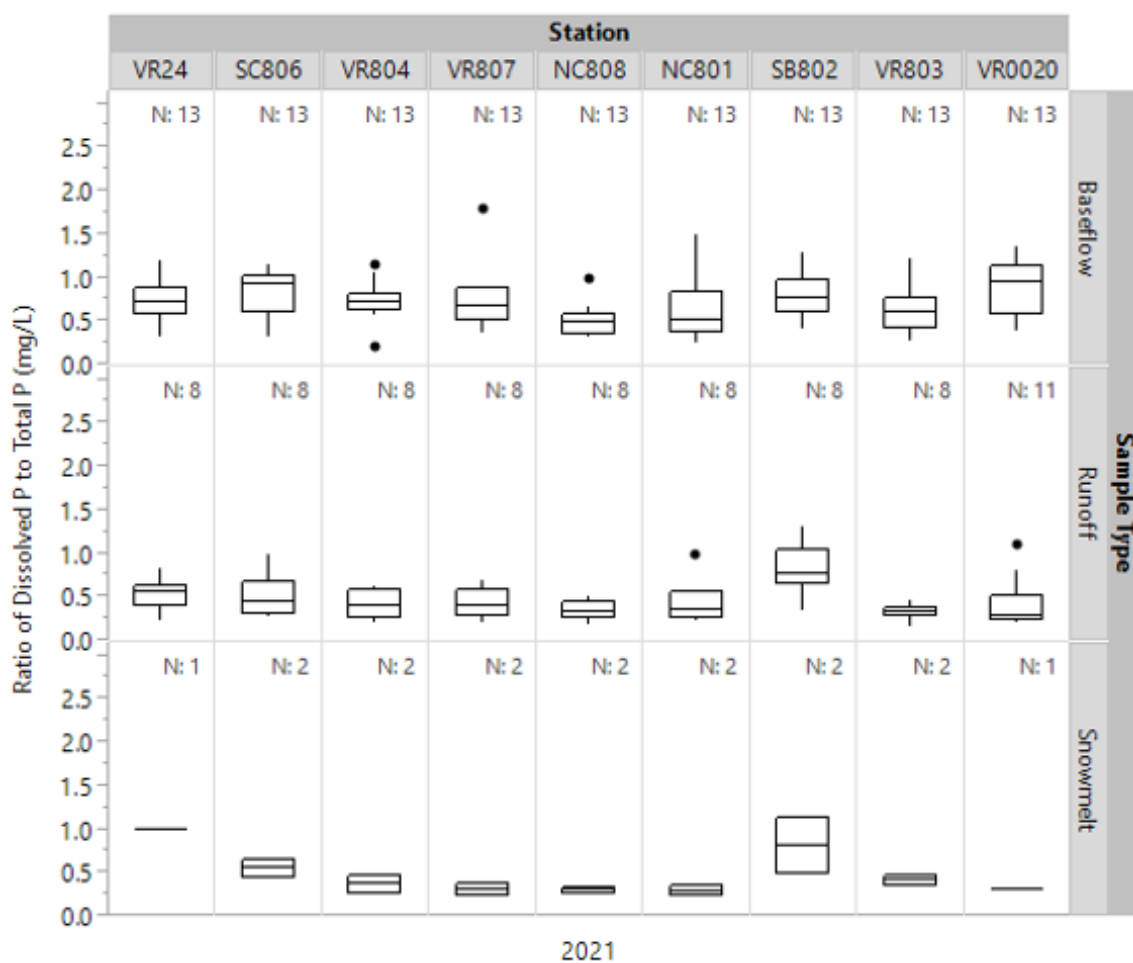 Station
VR24 SC806 VR804 VR807 NC808 NC801 SB802 VR803 VR0020
N: 13 N: 13 N: 13 N: 13 N: 13 N: 13 N: 13 N: 13 N: 13
2.5
2.0
1.5
1.0
0.5
0.0
Baseflow
N: 8 N: 8 N: 8 N: 8 N: 8 N: 8 N: 8 N: 8 N: 11
2.5
2.0
1.5
1.0
0.5
0.0
Runoff
N: 1 N: 2 N: 2 N: 2 N: 2 N: 2 N: 2 N: 2 N: 1
2.5
2.0
1.5
1.0
0.5
0.0
Snowmelt
Ratio of Dissolved P to Total P (mg/L)
Sample Type
2021